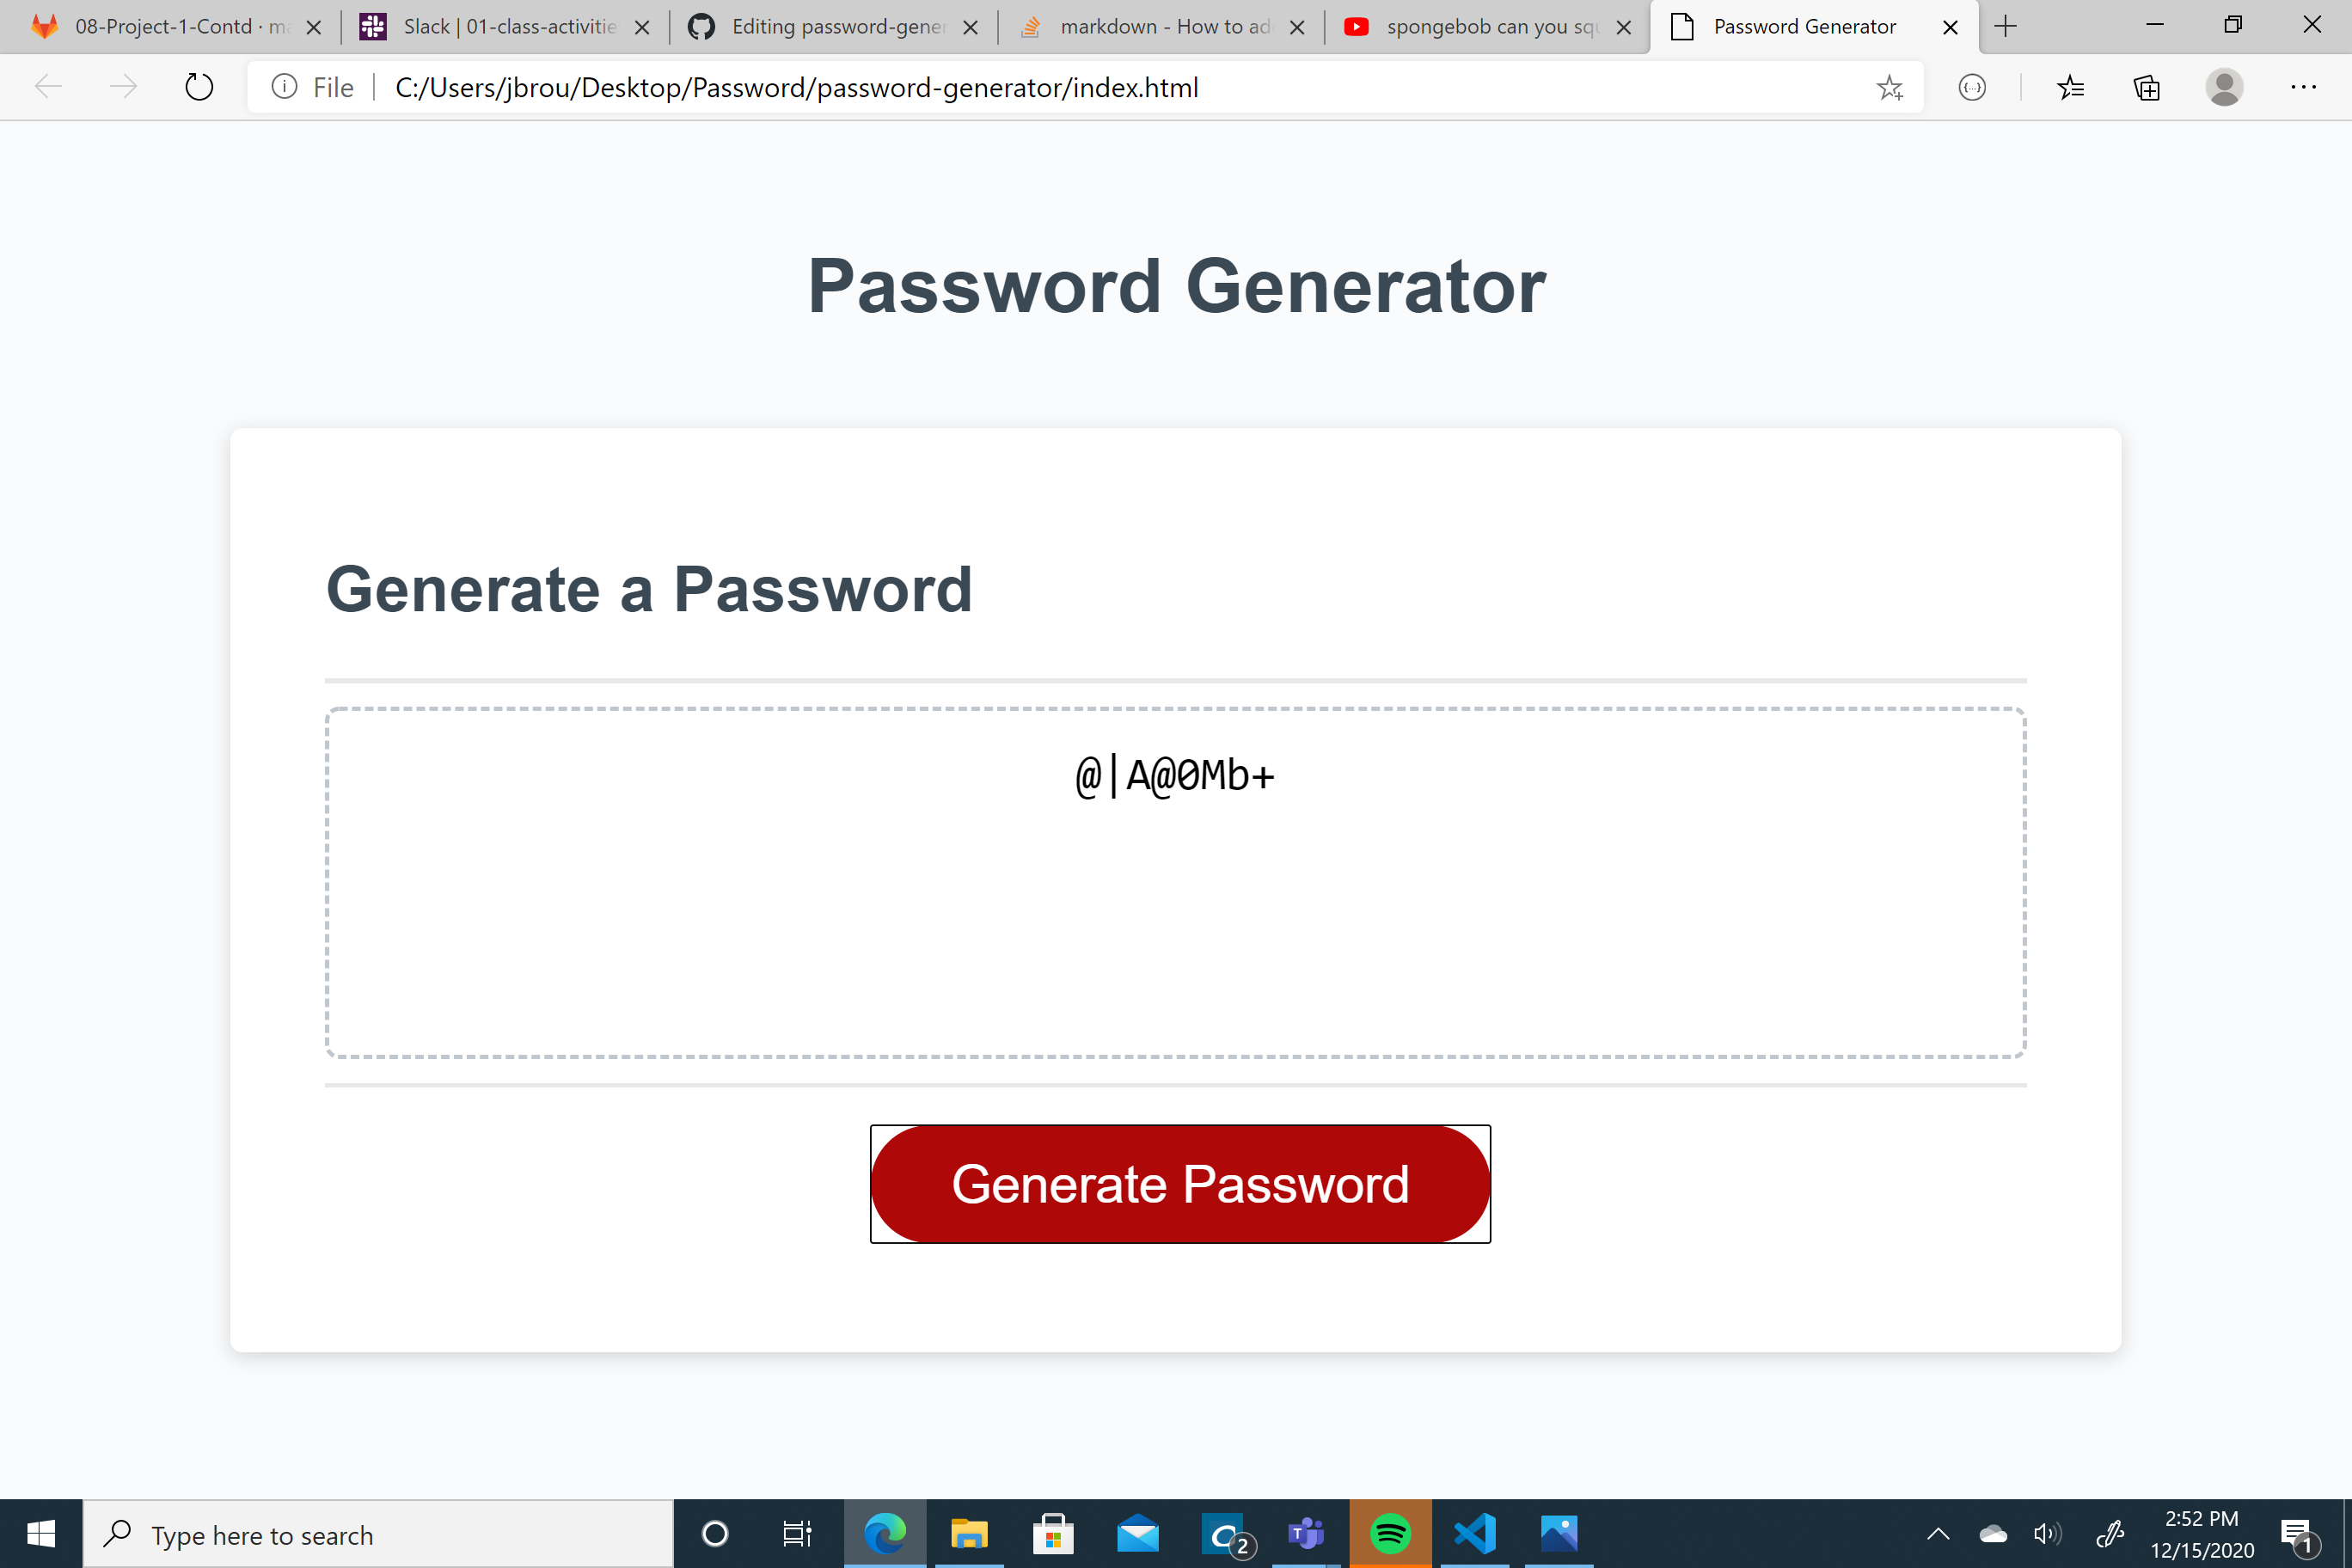 08-Project-1-Contd · ma
Slack | 01-class-activitie
Editing password-gener
markdown - How to ad
spongebob can you squ
Password Generator
File
C:/Users/jbrou/Desktop/Password/password-generator/index.html
Password Generator
Generate a Password
@|A@0Mb+
Generate Password
Type here to search
2
T
2:52 PM
12/15/2020
1